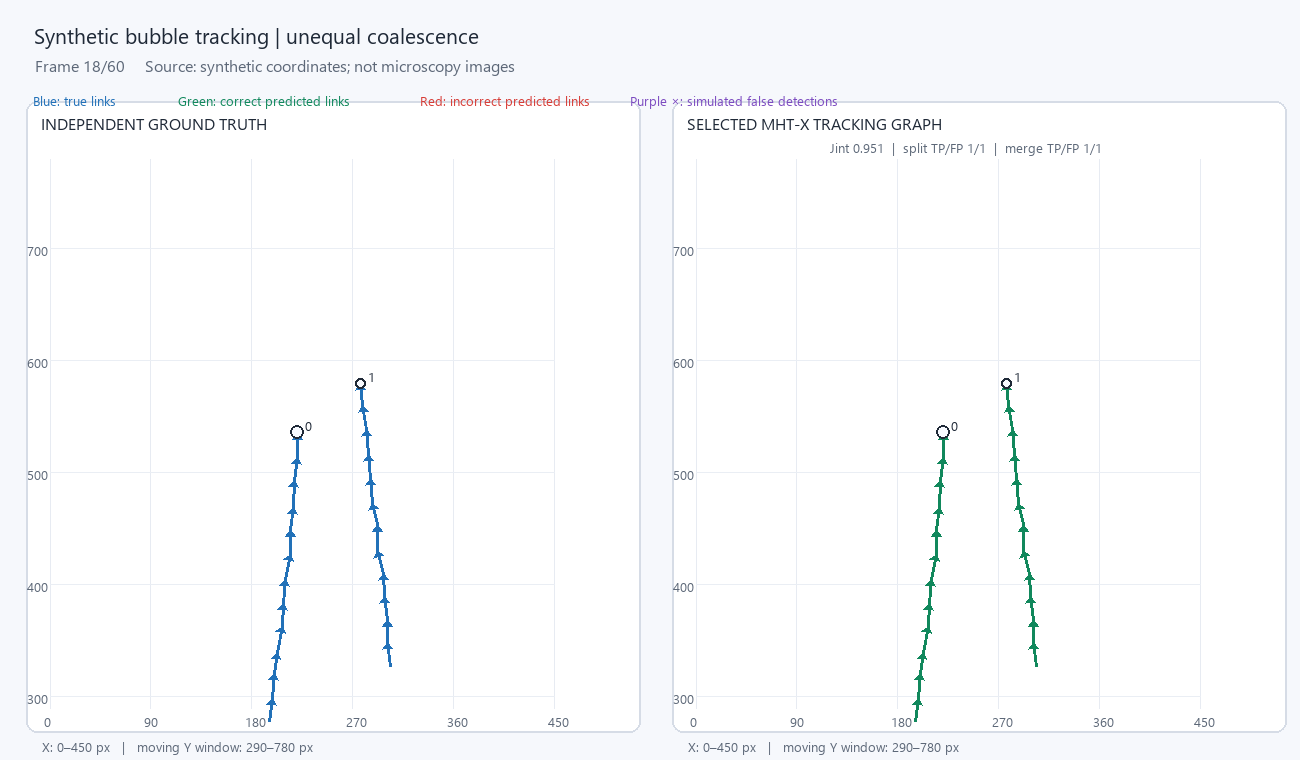 Synthetic bubble tracking | unequal coalescence
Frame 18/60 Source: synthetic coordinates; not microscopy images
Blue: true links Green: correct predicted links Red: incorrect predicted links Purple ×: simulated false detections
INDEPENDENT GROUND TRUTH
700
600
500
400
300
0 90 180 270 360 450
1
0
X: 0–450 px | moving Y window: 290–780 px
SELECTED MHT-X TRACKING GRAPH
Jint 0.951 | split TP/FP 1/1 | merge TP/FP 1/1
700
600
500
400
300
0 90 180 270 360 450
1
0
X: 0–450 px | moving Y window: 290–780 px